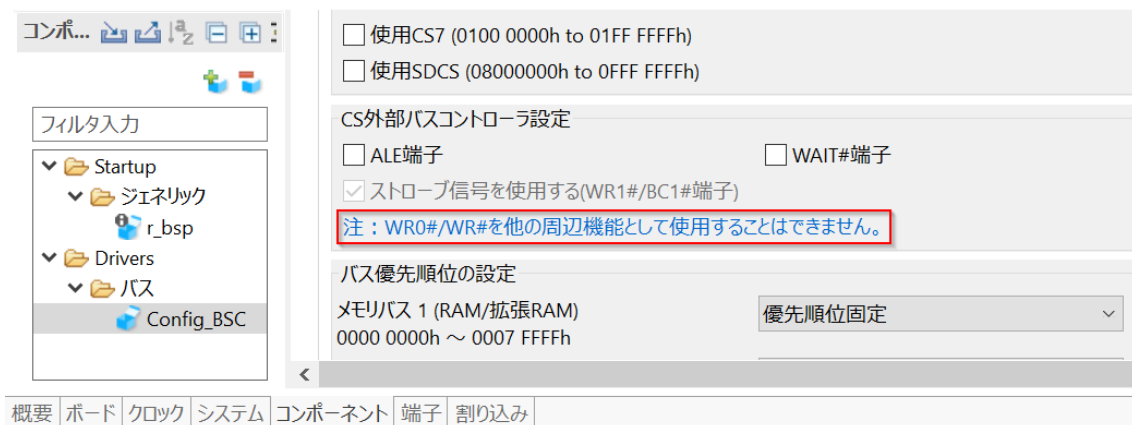 コンポ...
フィルタ入力
Startup
ジェネリック
r_bsp
Drivers
バス
Config_BSC
使用CS7 (0100 0000h to 01FF FFFFh)
使用SDCS (08000000h to 0FFF FFFFh)
CS外部バスコントローラ設定
ALE端子
WAIT#端子
ストローブ信号を使用する(WR1#/BC1#端子)
注：WR0#/WR#を他の周辺機能として使用することはできません。
バス優先順位の設定
メモリバス 1 (RAM/拡張RAM)
0000 0000h ～ 0007 FFFFh
優先順位固定
概要 ボード クロック システム コンポーネント 端子 割り込み